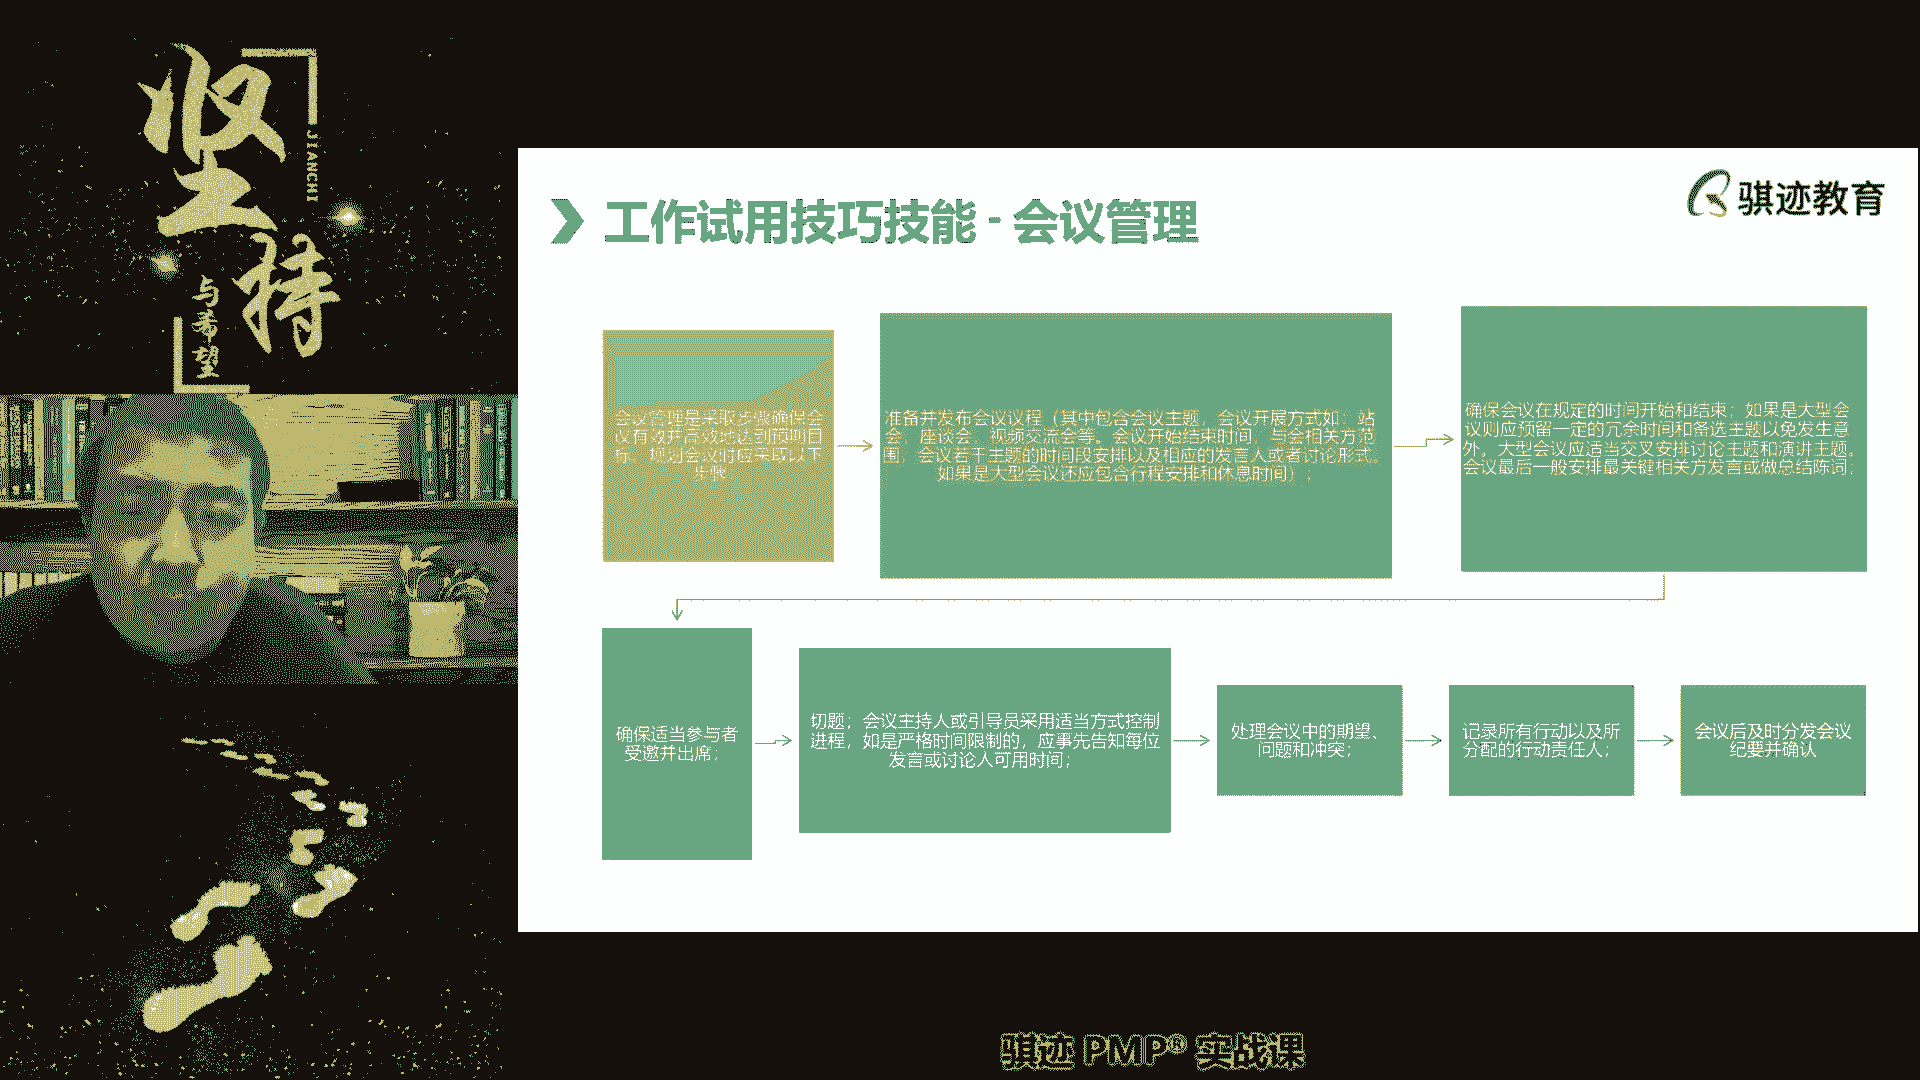 坚持
JIANCHI
与希望
骐迹教育
工作试用技巧技能 - 会议管理
会议管理是采取步骤确保会
议有效并高效地达到预期目
标。规划会议时应采取以下
步骤
准备并发布会议议程（其中包含会议主题、会议开展方式如：站
会、座谈会、视频交流会等。会议开始结束时间、与会相关方范
围、会议若干主题的时间段安排以及相应的发言人或者讨论形式。
如果是大型会议还应包含行程安排和休息时间）；
确保会议在规定的时间开始和结束；如果是大型会
议则应预留一定的冗余时间和备选主题以免发生意
外。大型会议应适当交叉安排讨论主题和演讲主题。
会议最后一般安排最关键相关方发言或做总结陈词；
确保适当参与者
受邀并出席；
切题；会议主持人或引导员采用适当方式控制
进程，如是严格时间限制的，应事先告知每位
发言或讨论人可用时间；
处理会议中的期望、
问题和冲突；
记录所有行动以及所
分配的行动责任人；
会议后及时分发会议
纪要并确认
骐迹 PMP® 实战课